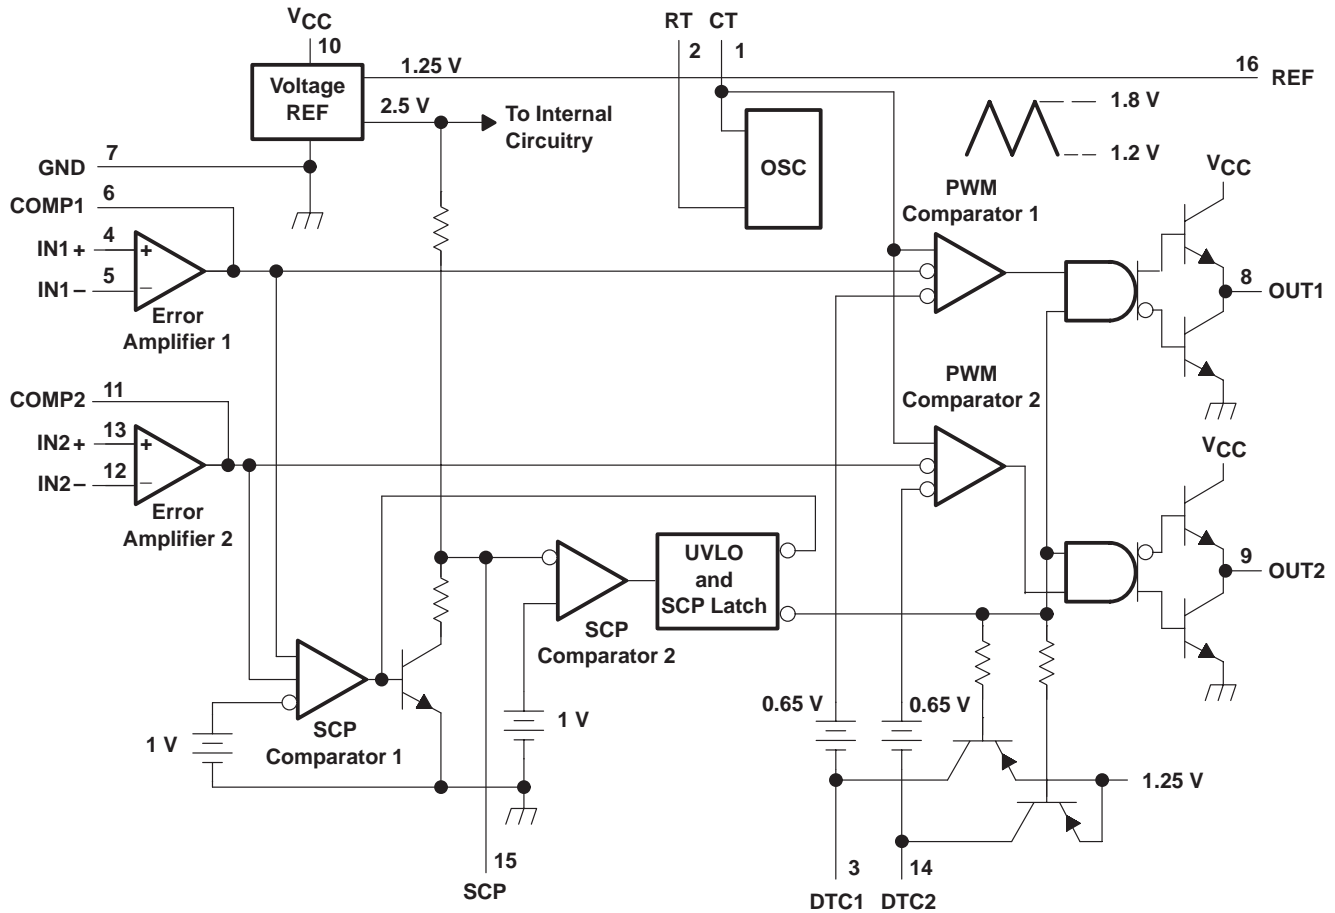 VCC
10
RT
CT
2
1
Voltage
REF
1.25 V
2.5 V
To Internal
Circuitry
16
REF
1.8 V
1.2 V
OSC
GND
7
COMP1
6
IN1+
4
IN1−
5
+
−
Error
Amplifier 1
PWM
Comparator 1
VCC
8
OUT1
COMP2
11
IN2+
13
IN2−
12
+
−
Error
Amplifier 2
PWM
Comparator 2
VCC
9
OUT2
UVLO
and
SCP Latch
SCP
Comparator 2
SCP
Comparator 1
1 V
1 V
0.65 V
0.65 V
1.25 V
15
SCP
3
DTC1
14
DTC2